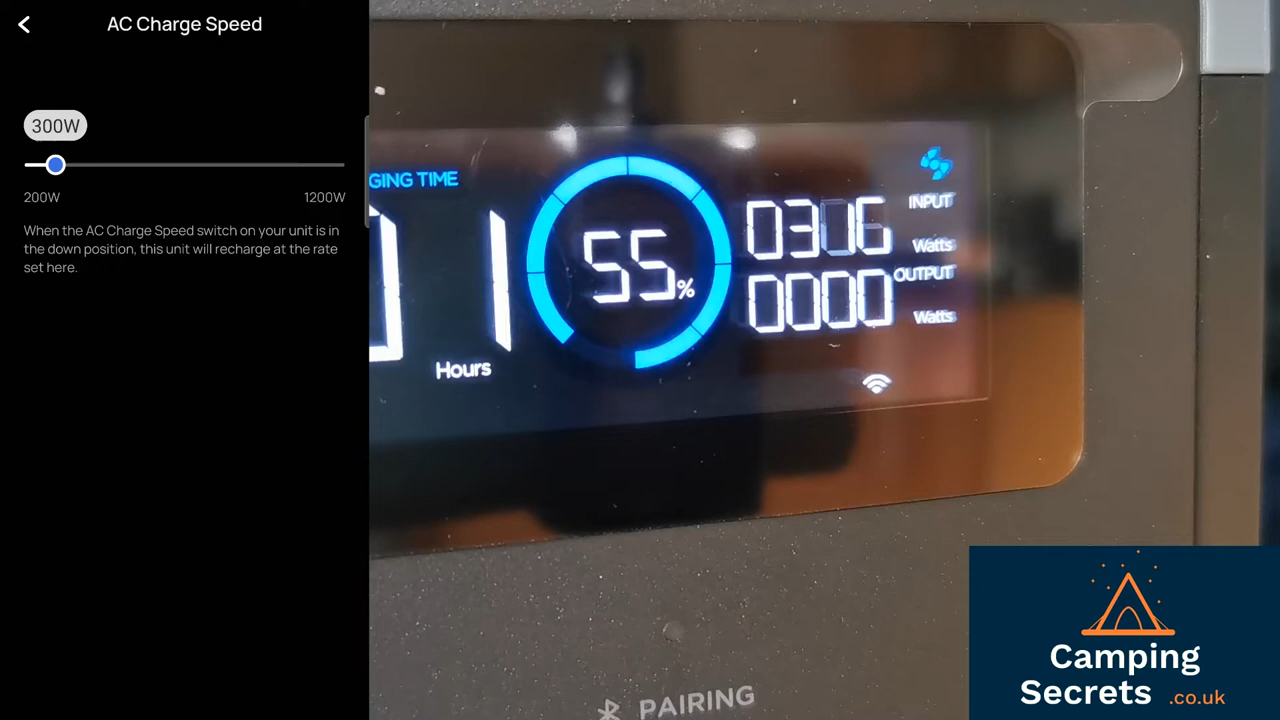 AC Charge Speed
300W
200W 1200W
When the AC Charge Speed switch on your unit is in
the down position, this unit will recharge at the rate
set here.
GING TIME
01
Hours
55%
0316
INPUT
Watts
0000
OUTPUT
Watts
PAIRING
Camping
Secrets .co.uk